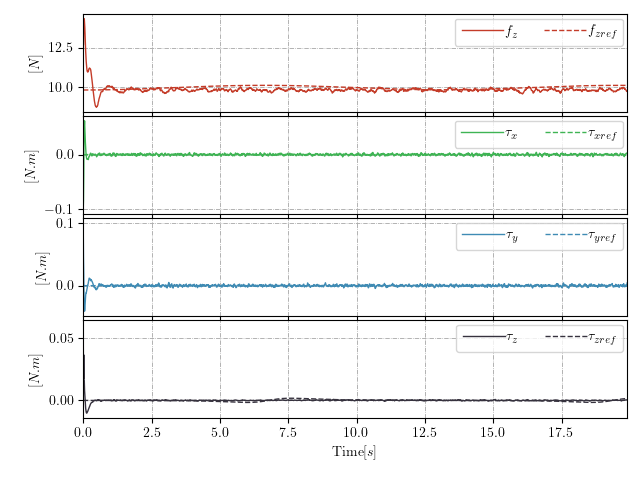 12.5
10.0
[N]
f_z f_zref
0.0
−0.1
[N.m]
τ_x τ_xref
0.1
0.0
[N.m]
τ_y τ_yref
0.05
0.00
[N.m]
τ_z τ_zref
0.0 2.5 5.0 7.5 10.0 12.5 15.0 17.5
Time[s]